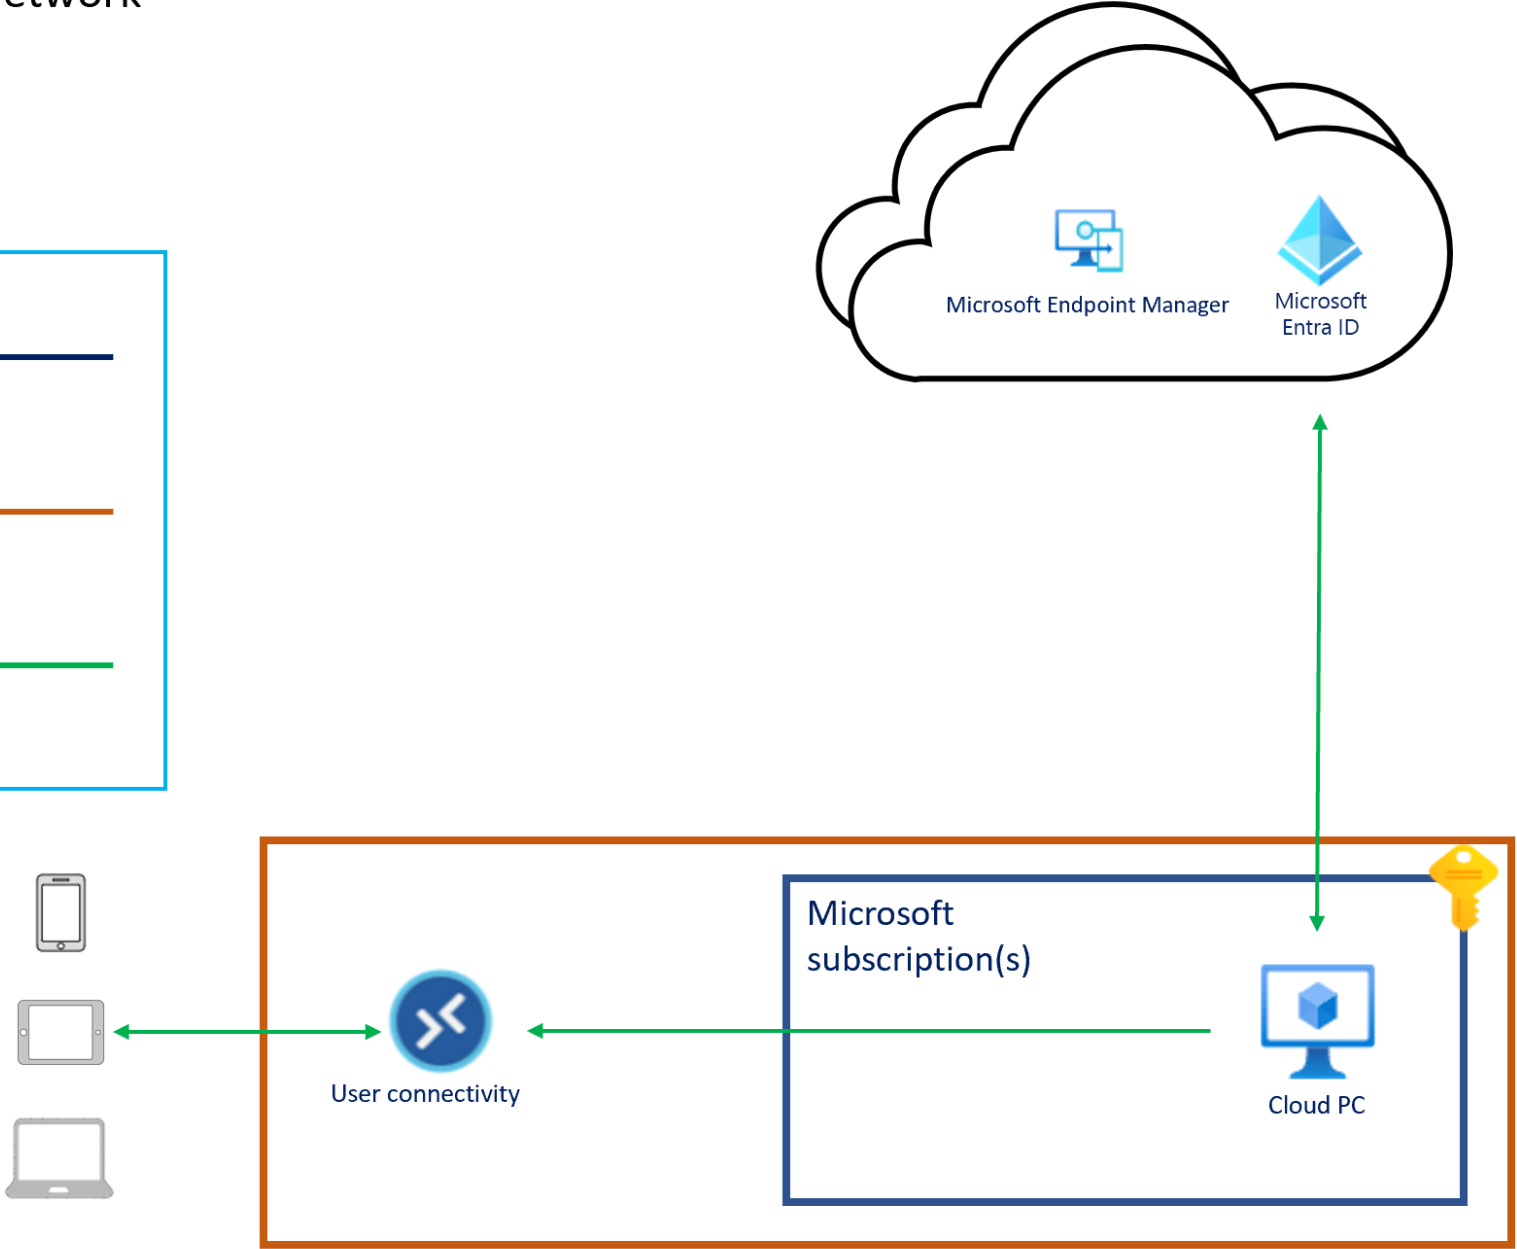 Microsoft Endpoint Manager
Microsoft
Entra ID
Microsoft
subscription(s)
User connectivity
Cloud PC